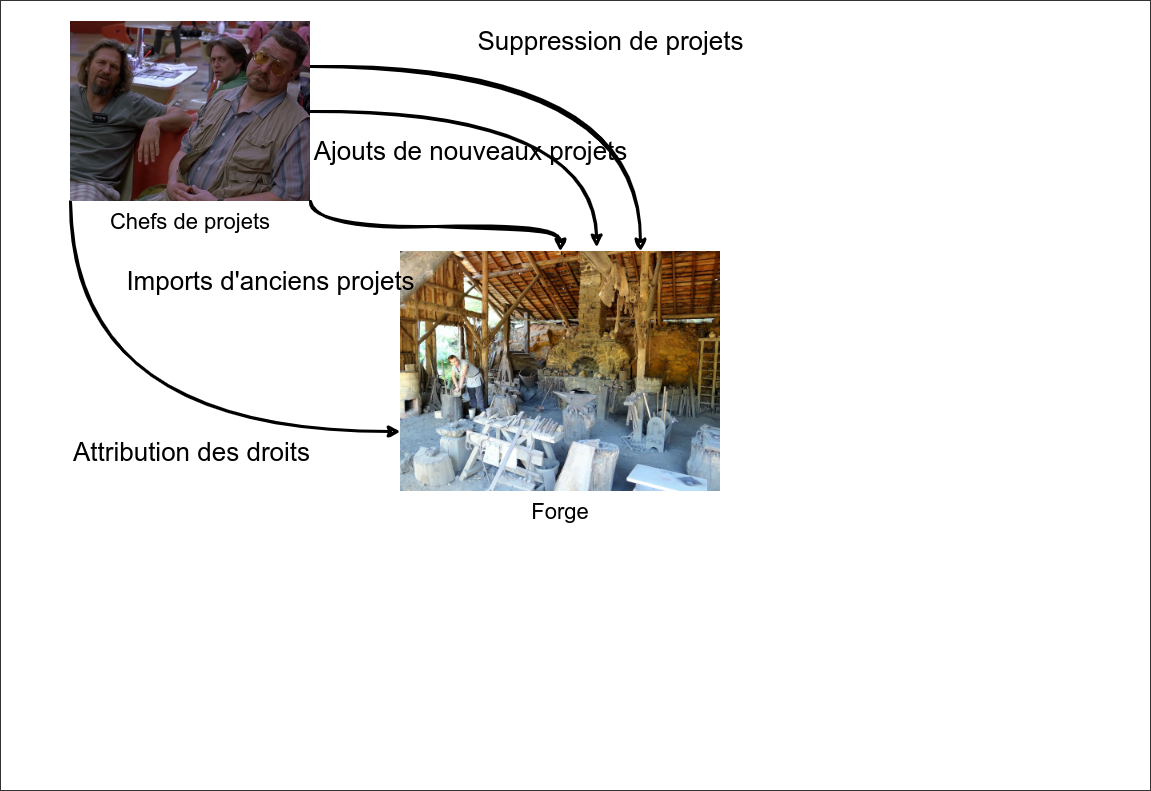 Suppression de projets
Ajouts de nouveaux projets
Chefs de projets
Imports d'anciens projets
Attribution des droits
Forge